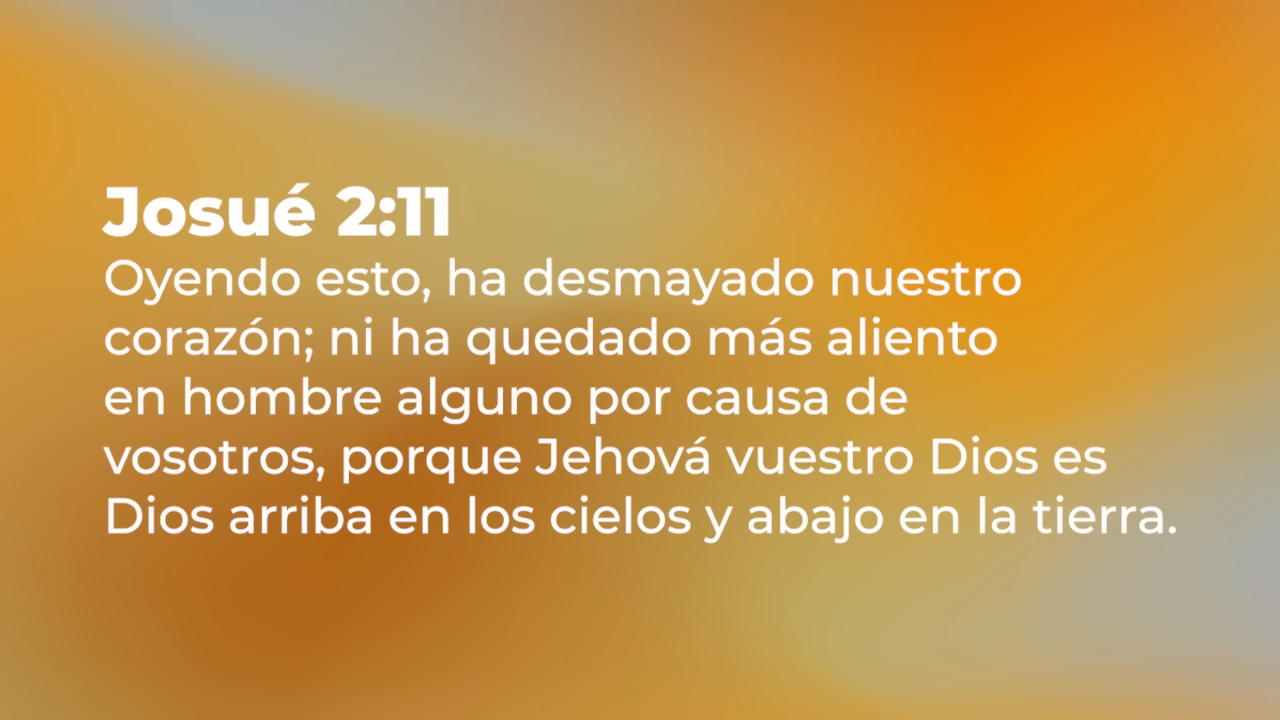 Josué 2:11
Oyendo esto, ha desmayado nuestro
corazón; ni ha quedado más aliento
en hombre alguno por causa de
vosotros, porque Jehová vuestro Dios es
Dios arriba en los cielos y abajo en la tierra.